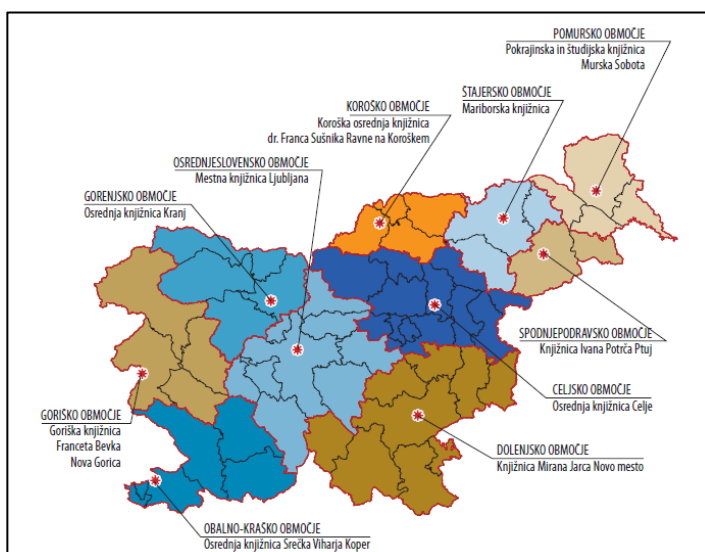 POMURSKO OBMOČJE
Pokrajinska in študijska knjižnica
Murska Sobota
ŠTAJERSKO OBMOČJE
Mariborska knjižnica
KOROŠKO OBMOČJE
Koroška osrednja knjižnica
dr. Franca Sušnika Ravne na Koroškem
OSREDNJESLOVENSKO OBMOČJE
Mestna knjižnica Ljubljana
GORENJSKO OBMOČJE
Osrednja knjižnica Kranj
SPODNJEPODRAVSKO OBMOČJE
Knjižnica Ivana Potrča Ptuj
CELJSKO OBMOČJE
Osrednja knjižnica Celje
GORIŠKO OBMOČJE
Goriška knjižnica
Franceta Bevka
Nova Gorica
DOLENJSKO OBMOČJE
Knjižnica Mirana Jarca Novo mesto
OBALNO-KRAŠKO OBMOČJE
Osrednja knjižnica Srečka Viharja Koper